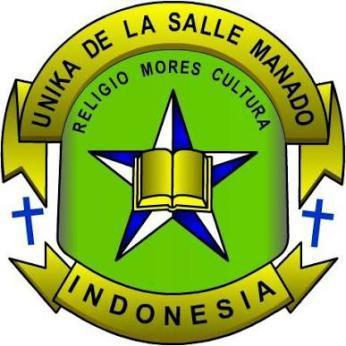 UNIKA DE LA SALLE MANADO
RELIGIO MORES CULTURA
INDONESIA